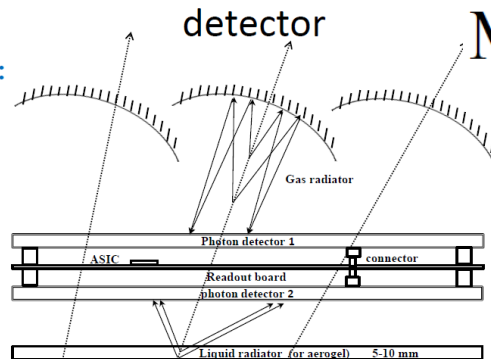 detector
M
:
Gas radiator
Photon detector 1
ASIC
connector
Readout board
photon detector 2
Liquid radiator (or aerogel) 5-10 mm